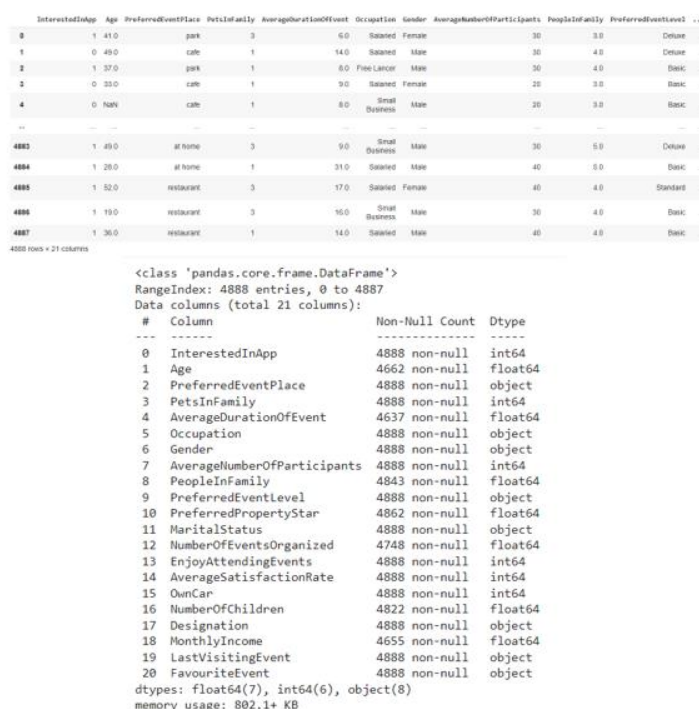 InterestedInApp Age PreferredEventPlace PetsInFamily AverageDurationOfEvent Occupation Gender AverageNumberOfParticipants PeopleInFamily PreferredEventLevel ..
0 1 41.0 park 3 6.0 Salaried Female 30 3.0 Deluxe
1 0 49.0 cafe 1 14.0 Salaried Male 30 4.0 Deluxe
2 1 37.0 park 1 8.0 Free Lancer Male 30 4.0 Basic
3 0 33.0 cafe 1 9.0 Salaried Female 20 3.0 Basic
4 0 NaN cafe 1 8.0 Small Business Male 20 3.0 Basic
... ... ... ... ... ... ... ... ... ... ...
4883 1 49.0 at home 3 9.0 Small Business Male 30 5.0 Deluxe
4884 1 28.0 at home 1 31.0 Salaried Male 40 5.0 Basic
4885 1 52.0 restaurant 3 17.0 Salaried Female 40 4.0 Standard
4886 1 19.0 restaurant 3 16.0 Small Business Male 30 4.0 Basic
4887 1 36.0 restaurant 1 14.0 Salaried Male 40 4.0 Basic
4888 rows × 21 columns
<class 'pandas.core.frame.DataFrame'>
RangeIndex: 4888 entries, 0 to 4887
Data columns (total 21 columns):
# Column Non-Null Count Dtype
--- ------ -------------- -----
0 InterestedInApp 4888 non-null int64
1 Age 4662 non-null float64
2 PreferredEventPlace 4888 non-null object
3 PetsInFamily 4888 non-null int64
4 AverageDurationOfEvent 4637 non-null float64
5 Occupation 4888 non-null object
6 Gender 4888 non-null object
7 AverageNumberOfParticipants 4888 non-null int64
8 PeopleInFamily 4843 non-null float64
9 PreferredEventLevel 4888 non-null object
10 PreferredPropertyStar 4862 non-null float64
11 MaritalStatus 4888 non-null object
12 NumberOfEventsOrganized 4748 non-null float64
13 EnjoyAttendingEvents 4888 non-null int64
14 AverageSatisfactionRate 4888 non-null int64
15 OwnCar 4888 non-null int64
16 NumberOfChildren 4822 non-null float64
17 Designation 4888 non-null object
18 MonthlyIncome 4655 non-null float64
19 LastVisitingEvent 4888 non-null object
20 FavouriteEvent 4888 non-null object
dtypes: float64(7), int64(6), object(8)
memory usage: 802.1+ KB